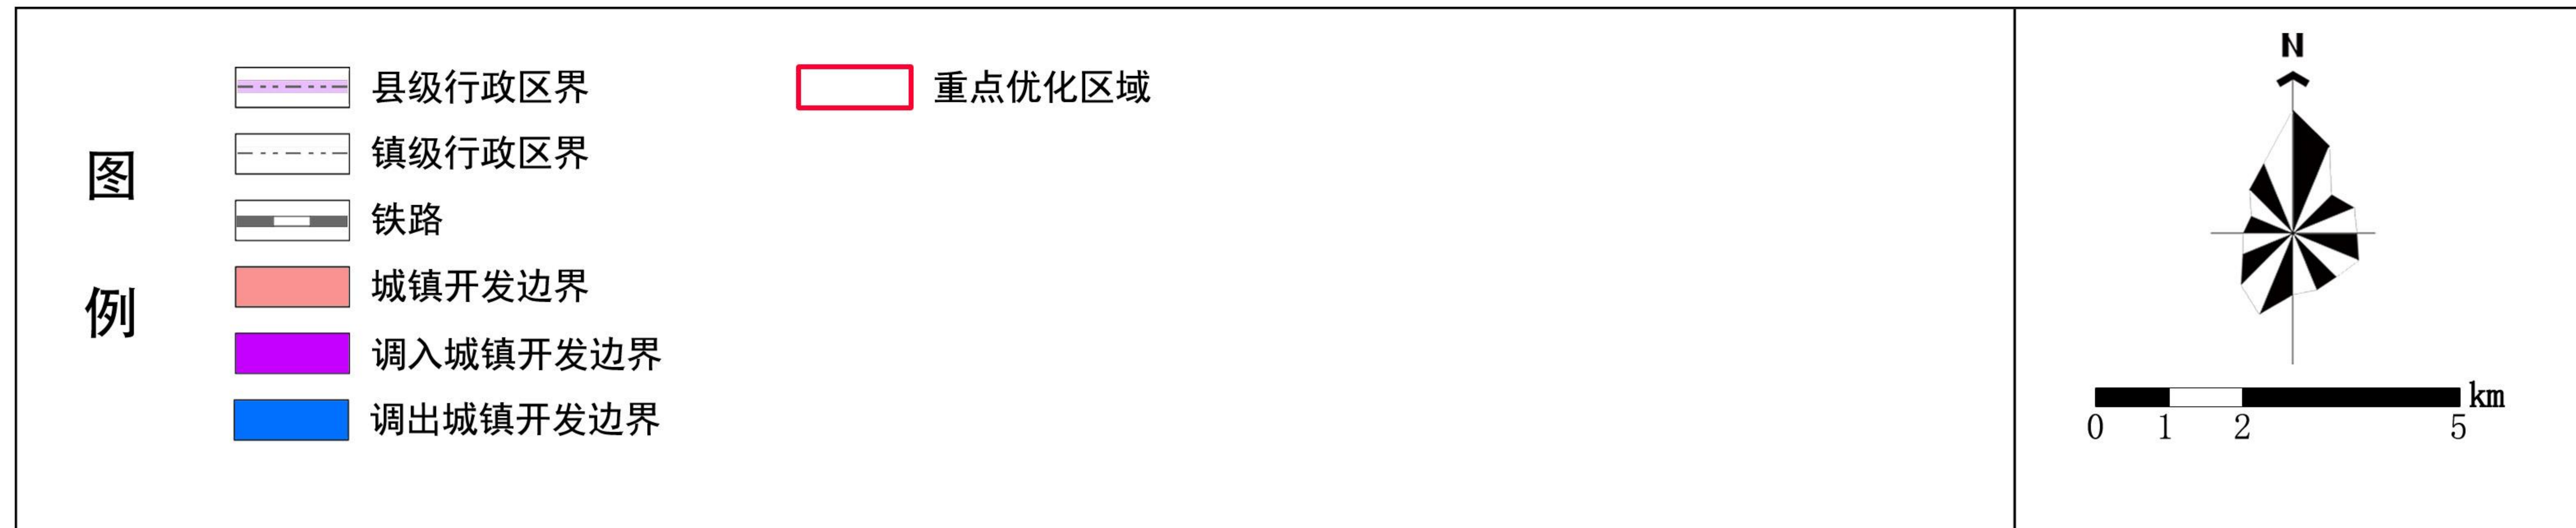 图例
县级行政区界
镇级行政区界
铁路
城镇开发边界
调入城镇开发边界
调出城镇开发边界
重点优化区域
N
km
0 1 2 5